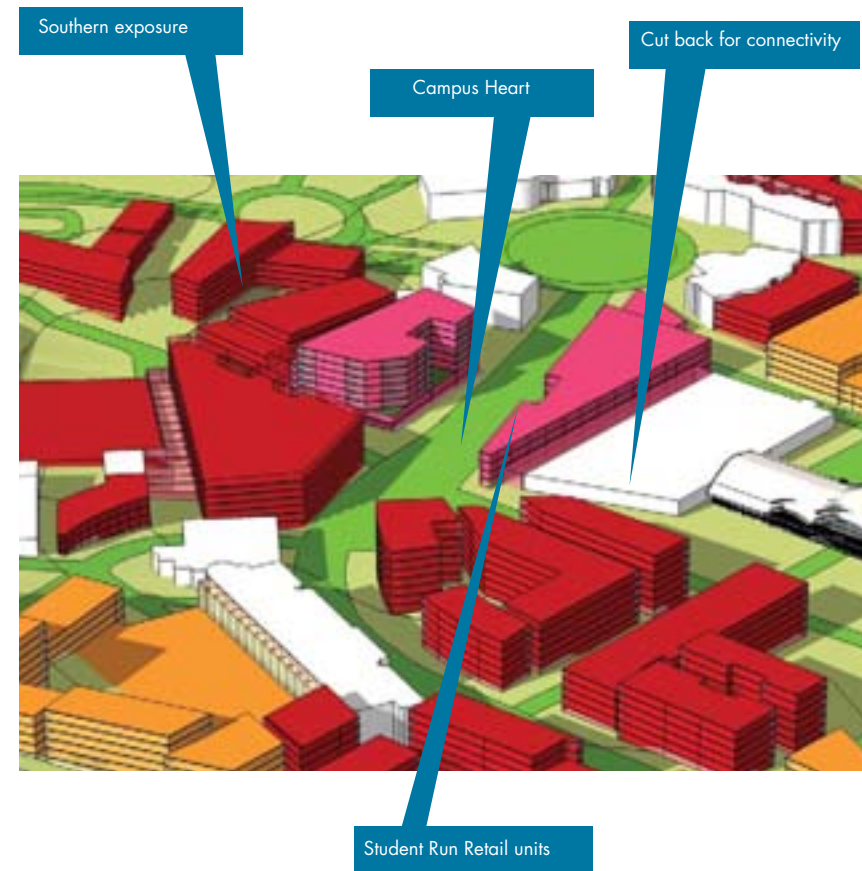 Southern exposure
Cut back for connectivity
Campus Heart
Student Run Retail units